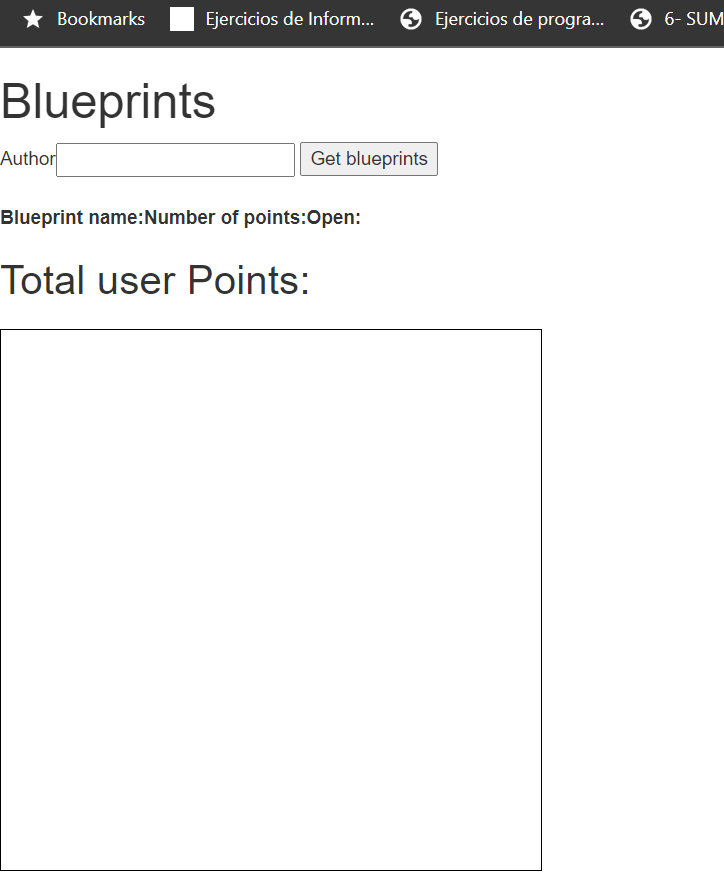 Bookmarks Ejercicios de Inform... Ejercicios de progra... 6- SUM
Blueprints
Author Get blueprints
Blueprint name:Number of points:Open:
Total user Points: